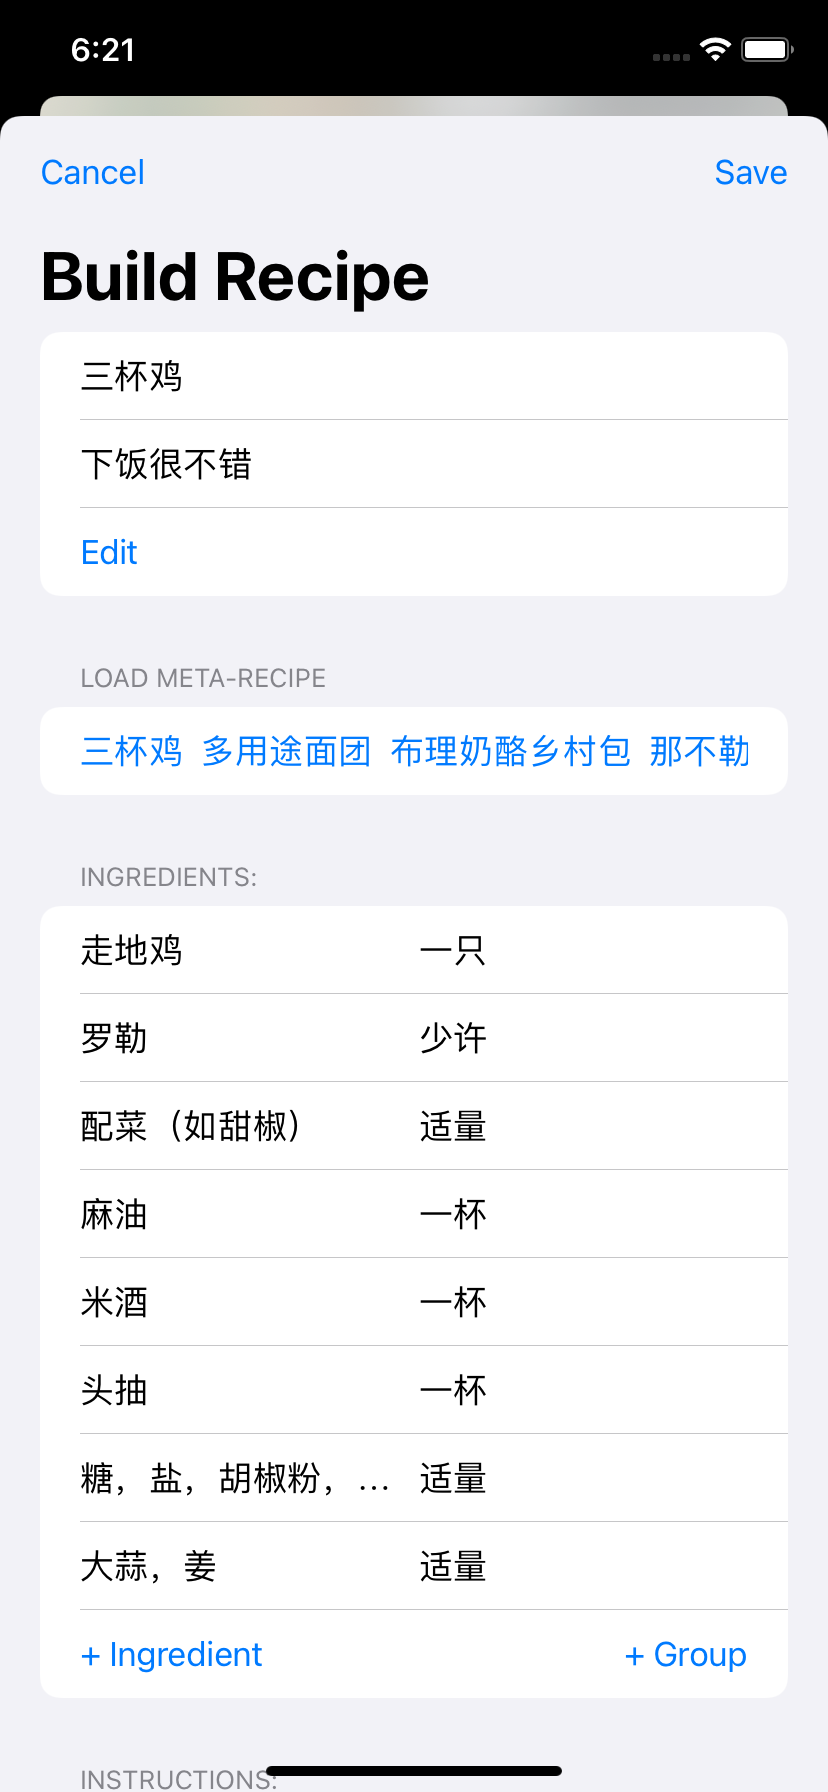 6:21
Cancel Save
Build Recipe
三杯鸡
下饭很不错
Edit
LOAD META-RECIPE
三杯鸡 多用途面团 布理奶酪乡村包 那不勒
INGREDIENTS:
走地鸡 一只
罗勒 少许
配菜（如甜椒） 适量
麻油 一杯
米酒 一杯
头抽 一杯
糖，盐，胡椒粉，... 适量
大蒜，姜 适量
+ Ingredient + Group
INSTRUCTIONS: